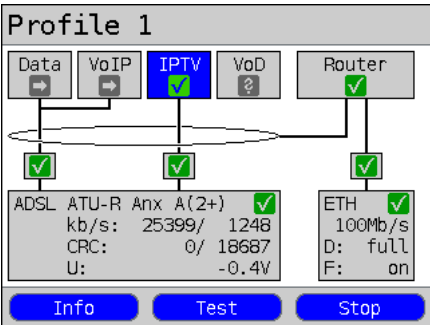 Profile 1
Data VoIP IPTV VoD Router
ADSL ATU-R Anx A(2+) ETH
kb/s: 25399/ 1248 100Mb/s
CRC: 0/ 18687 D: full
U: -0.4V F: on
Info Test Stop